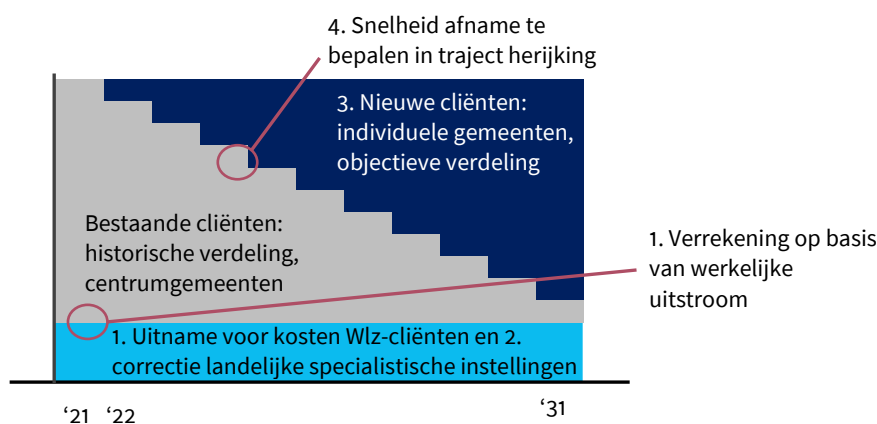 4. Snelheid afname te
bepalen in traject herijking
3. Nieuwe cliënten:
individuele gemeenten,
objectieve verdeling
Bestaande cliënten:
historische verdeling,
centrumgemeenten
1. Verrekening op basis
van werkelijke
uitstroom
1. Uitname voor kosten Wlz-cliënten en 2.
correctie landelijke specialistische instellingen
‘21 ‘22 ‘31